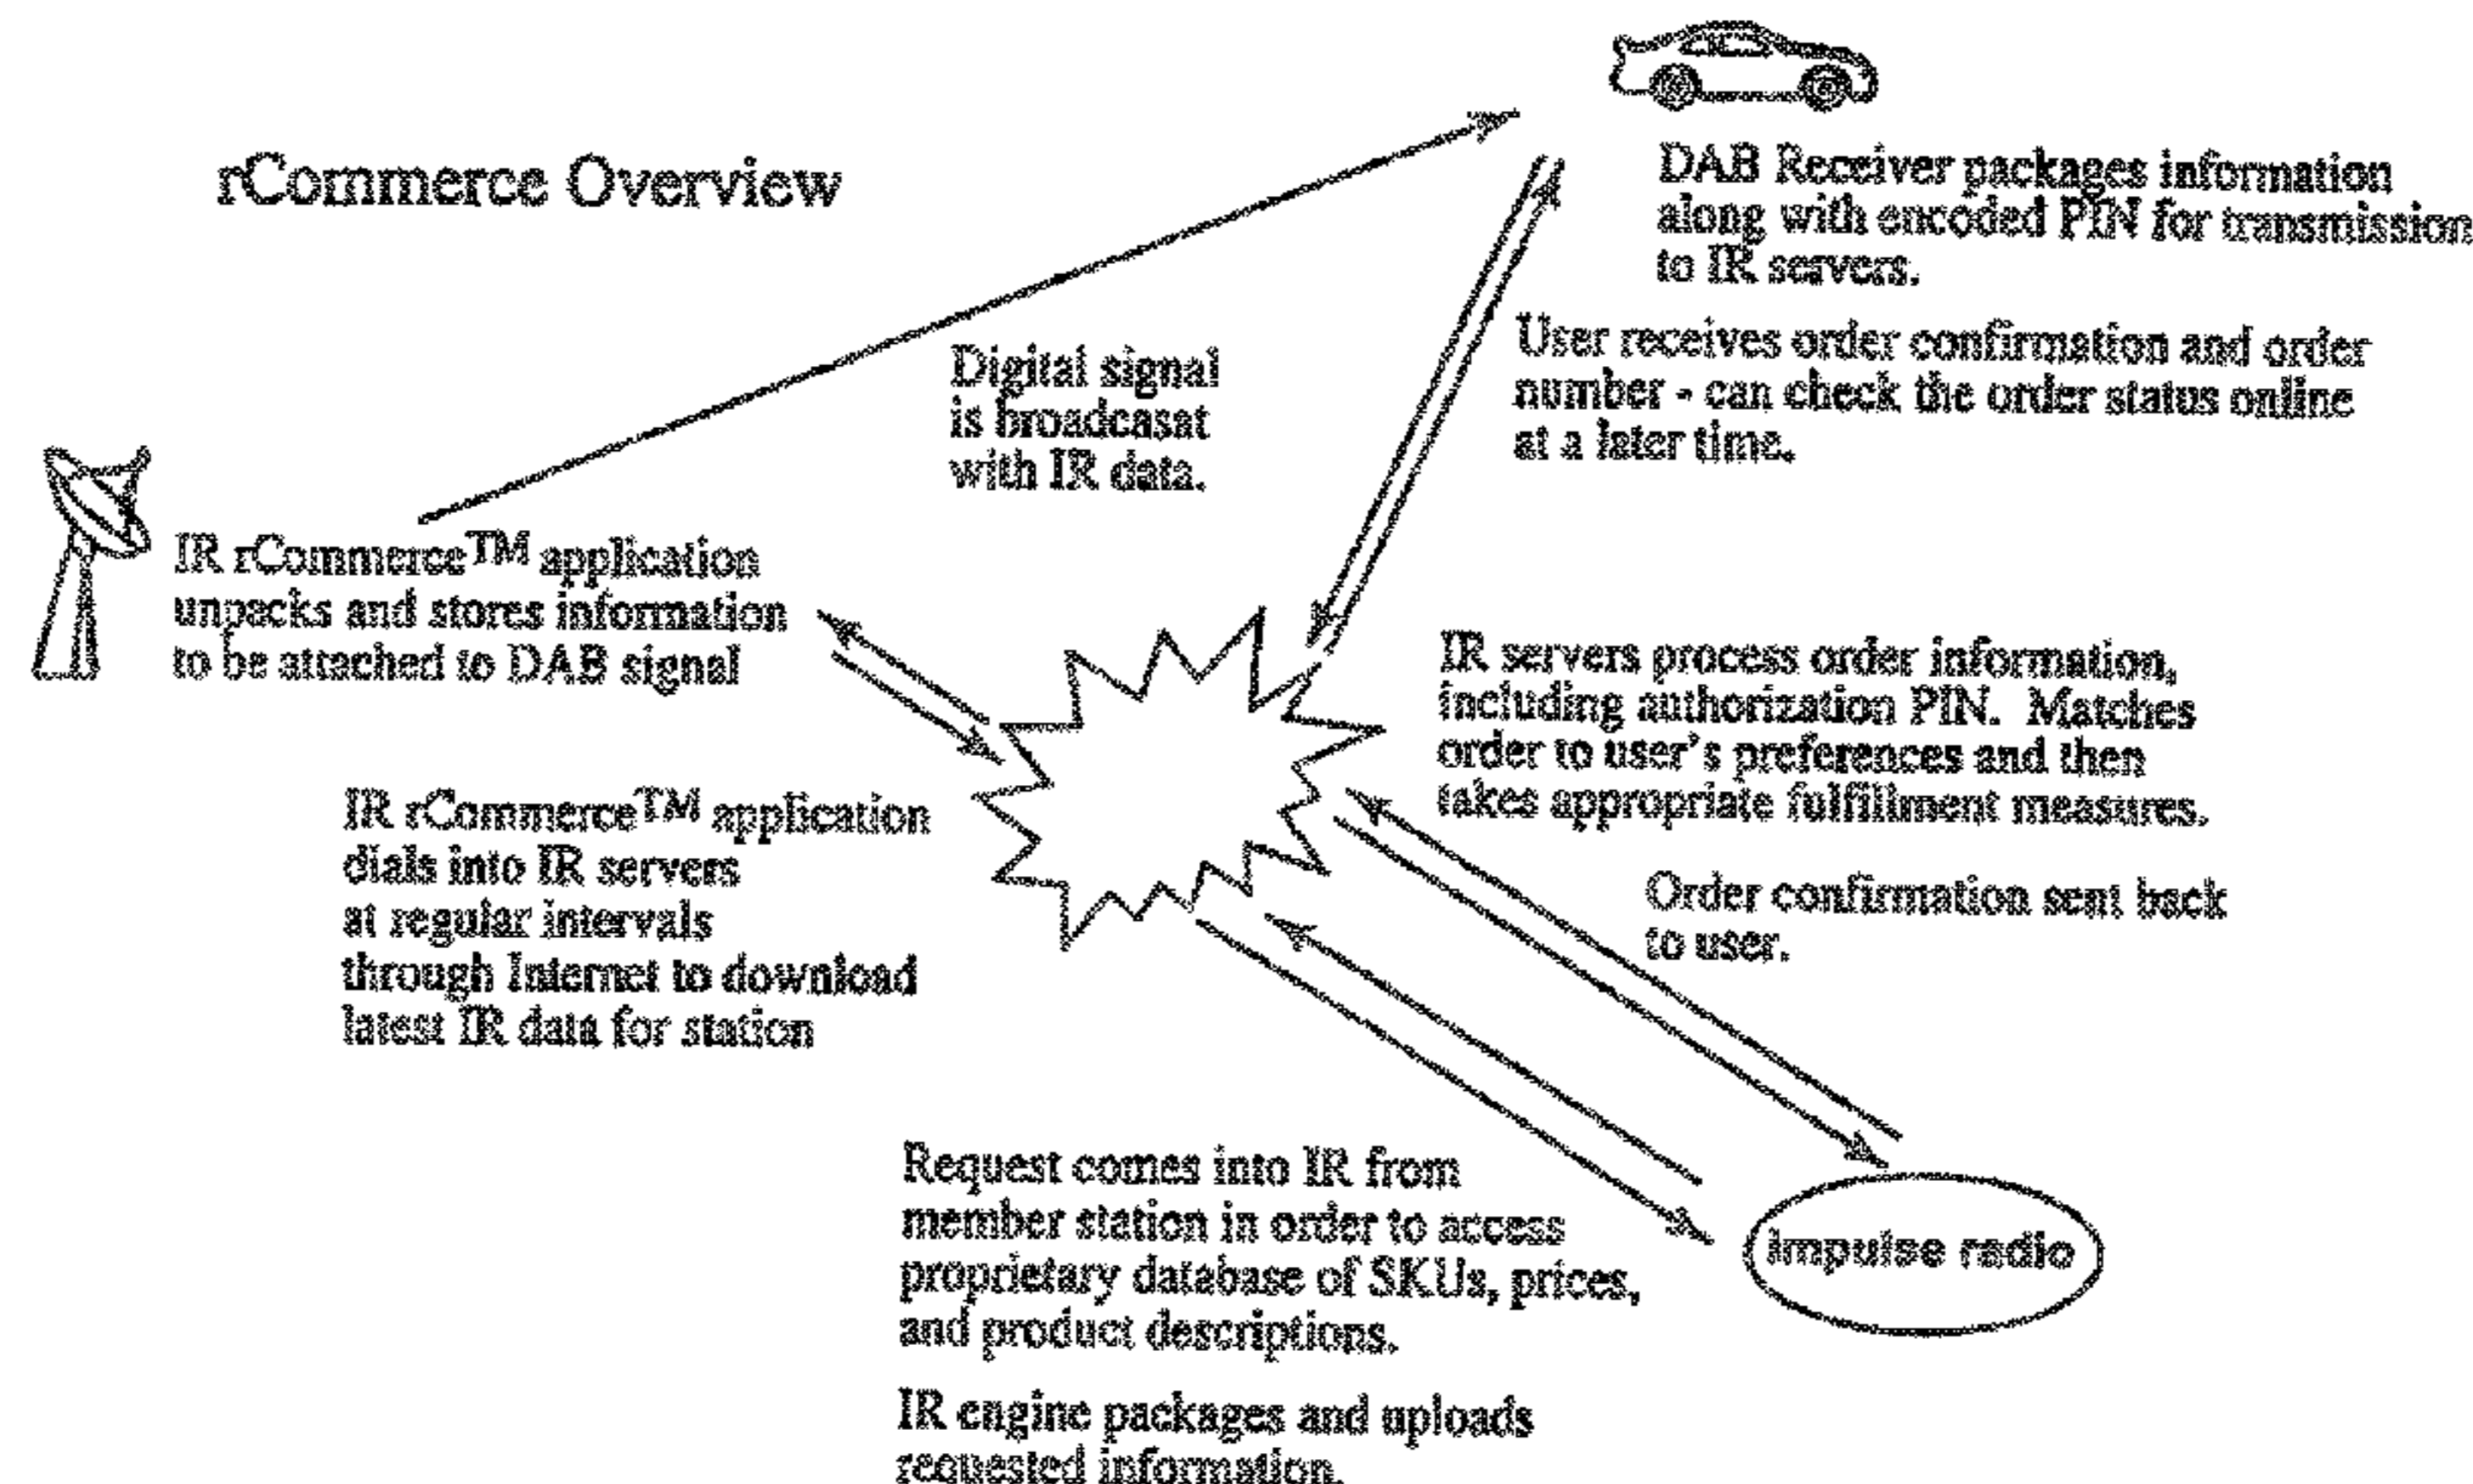 rCommerce Overview
DAB Receiver packages information
along with encoded PIN for transmission
to IR servers.
User receives order confirmation and order
number - can check the order status online
at a later time.
Digital signal
is broadcasat
with IR data.
IR rCommerce™ application
unpacks and stores information
to be attached to DAB signal
IR servers process order information,
including authorization PIN. Matches
order to user's preferences and then
takes appropriate fulfillment measures.
IR rCommerce™ application
dials into IR servers
at regular intervals
through Internet to download
latest IR data for station
Order confirmation sent back
to user.
Request comes into IR from
member station in order to access
proprietary database of SKUs, prices,
and product descriptions.
impulse radio
IR engine packages and uploads
requested information.